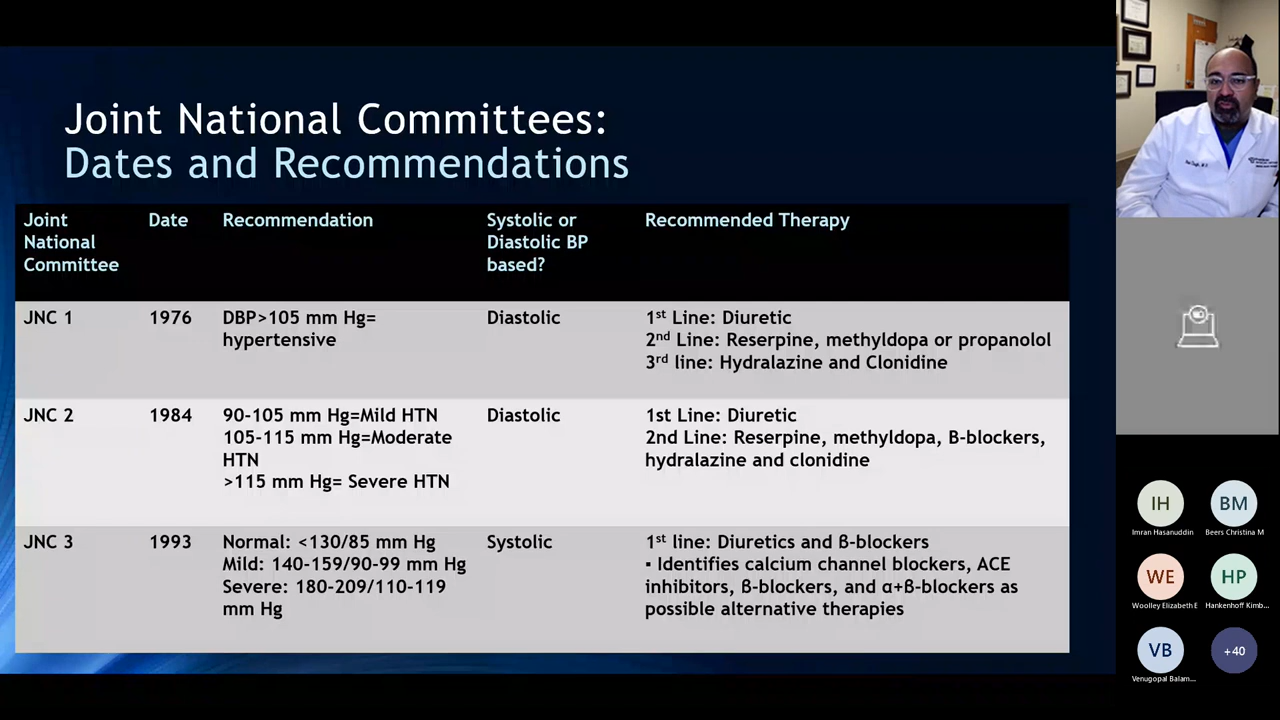 Joint National Committees:
Dates and Recommendations
Joint
National
Committee
Date
Recommendation
Systolic or
Diastolic BP
based?
Recommended Therapy
JNC 1
1976
DBP>105 mm Hg=
hypertensive
Diastolic
1st Line: Diuretic
2nd Line: Reserpine, methyldopa or propanolol
3rd line: Hydralazine and Clonidine
JNC 2
1984
90-105 mm Hg=Mild HTN
105-115 mm Hg=Moderate
HTN
>115 mm Hg= Severe HTN
Diastolic
1st Line: Diuretic
2nd Line: Reserpine, methyldopa, B-blockers,
hydralazine and clonidine
JNC 3
1993
Normal: <130/85 mm Hg
Mild: 140-159/90-99 mm Hg
Severe: 180-209/110-119
mm Hg
Systolic
1st line: Diuretics and ß-blockers
▪ Identifies calcium channel blockers, ACE
inhibitors, ß-blockers, and α+ß-blockers as
possible alternative therapies
IH
Imran Hasanuddin
BM
Beers Christina M
WE
Woolley Elizabeth E
HP
Hankenhoff Kimb...
VB
Venugopal Balam...
+40